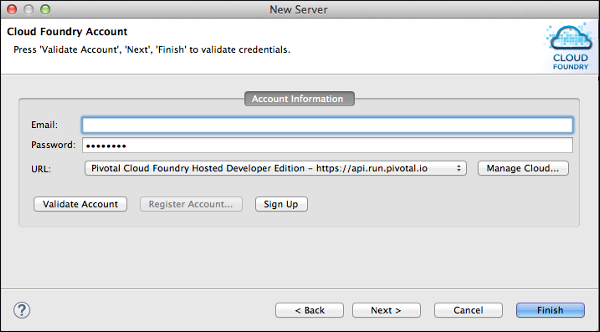 New Server
Cloud Foundry Account
Press 'Validate Account', 'Next', 'Finish' to validate credentials.
CLOUD
FOUNDRY
Account Information
Email:
Password: ••••••••
URL: Pivotal Cloud Foundry Hosted Developer Edition – https://api.run.pivotal.io Manage Cloud...
Validate Account Register Account... Sign Up
? < Back Next > Cancel Finish